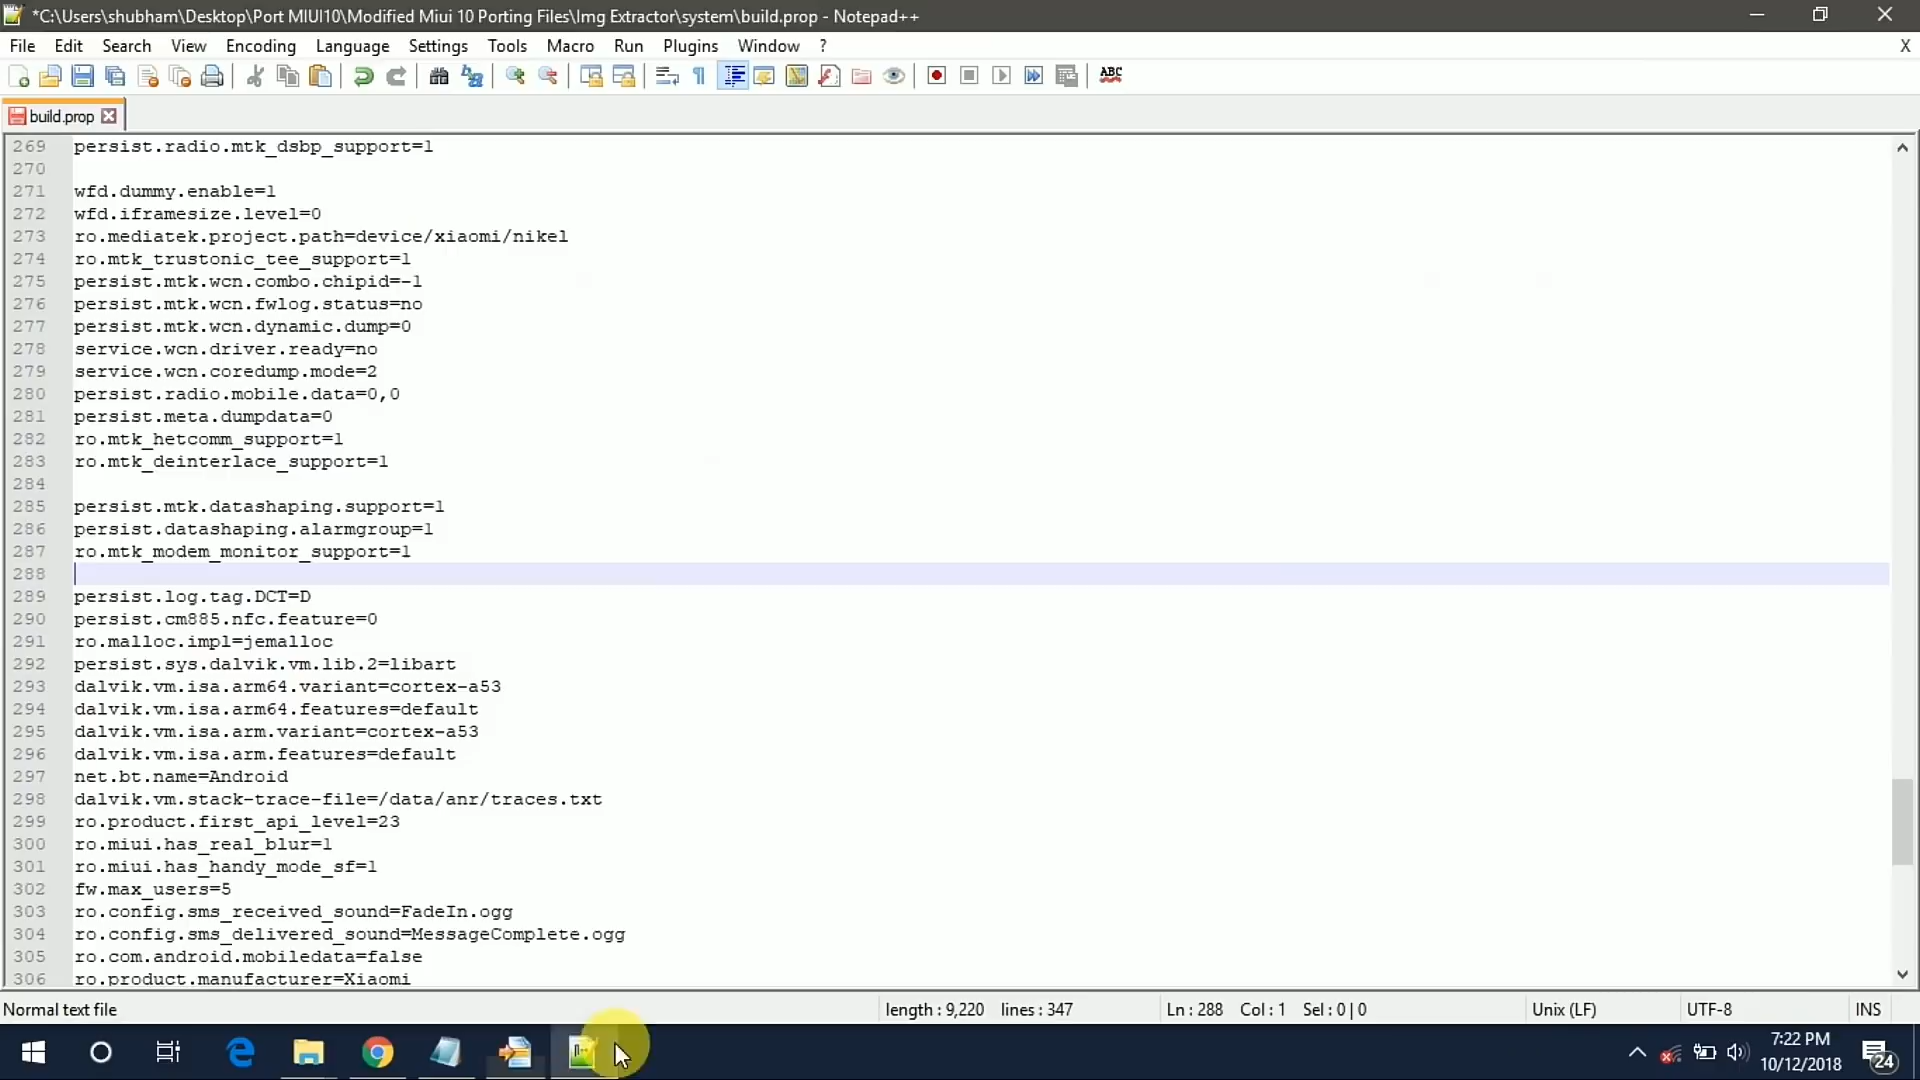 *C:\Users\shubham\Desktop\Port MIUI10\Modified Miui 10 Porting Files\Img Extractor\system\build.prop - Notepad++
File Edit Search View Encoding Language Settings Tools Macro Run Plugins Window ? X
ABC
build.prop
269 persist.radio.mtk_dsbp_support=1
270
271 wfd.dummy.enable=1
272 wfd.iframesize.level=0
273 ro.mediatek.project.path=device/xiaomi/nikel
274 ro.mtk_trustonic_tee_support=1
275 persist.mtk.wcn.combo.chipid=-1
276 persist.mtk.wcn.fwlog.status=no
277 persist.mtk.wcn.dynamic.dump=0
278 service.wcn.driver.ready=no
279 service.wcn.coredump.mode=2
280 persist.radio.mobile.data=0,0
281 persist.meta.dumpdata=0
282 ro.mtk_hetcomm_support=1
283 ro.mtk_deinterlace_support=1
284
285 persist.mtk.datashaping.support=1
286 persist.datashaping.alarmgroup=1
287 ro.mtk_modem_monitor_support=1
288
289 persist.log.tag.DCT=D
290 persist.cm885.nfc.feature=0
291 ro.malloc.impl=jemalloc
292 persist.sys.dalvik.vm.lib.2=libart
293 dalvik.vm.isa.arm64.variant=cortex-a53
294 dalvik.vm.isa.arm64.features=default
295 dalvik.vm.isa.arm.variant=cortex-a53
296 dalvik.vm.isa.arm.features=default
297 net.bt.name=Android
298 dalvik.vm.stack-trace-file=/data/anr/traces.txt
299 ro.product.first_api_level=23
300 ro.miui.has_real_blur=1
301 ro.miui.has_handy_mode_sf=1
302 fw.max_users=5
303 ro.config.sms_received_sound=FadeIn.ogg
304 ro.config.sms_delivered_sound=MessageComplete.ogg
305 ro.com.android.mobiledata=false
306 ro.product.manufacturer=Xiaomi
Normal text file length : 9,220 lines : 347 Ln : 288 Col : 1 Sel : 0 | 0 Unix (LF) UTF-8 INS
7:22 PM
10/12/2018
24